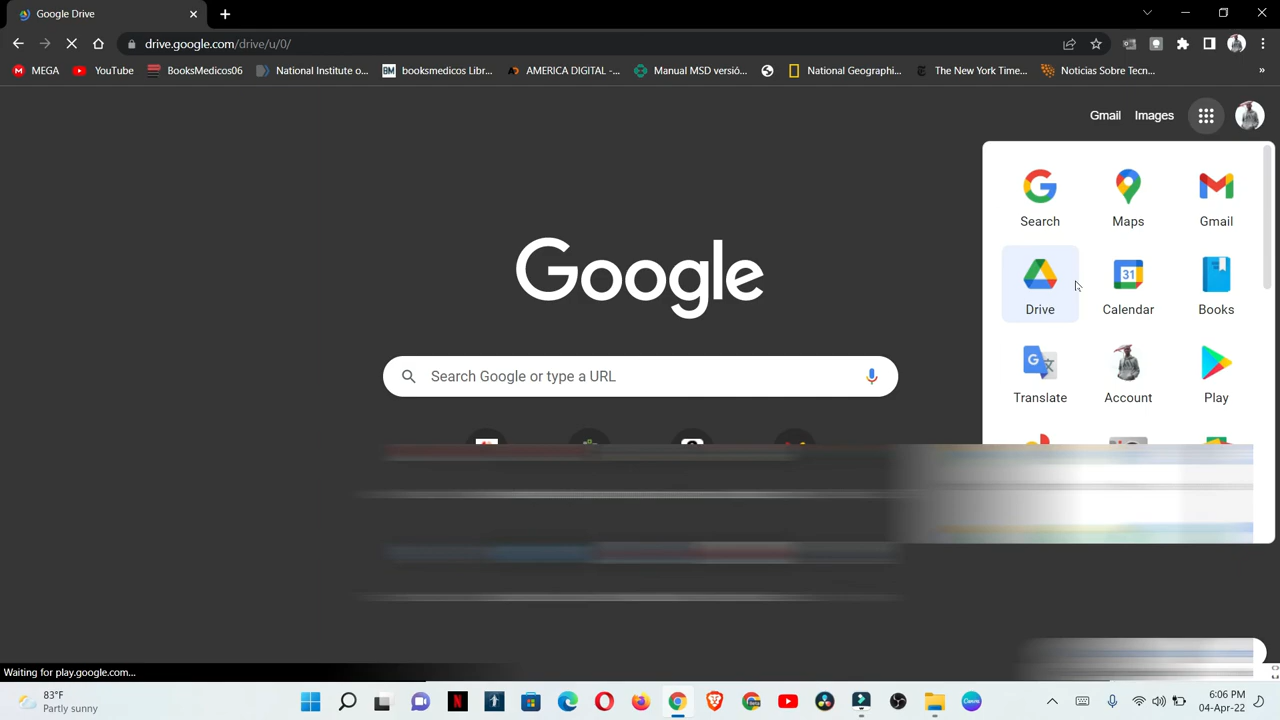 Google Drive
drive.google.com/drive/u/0/
MEGA YouTube BooksMedicos06 National Institute o... booksmedicos Libr... AMERICA DIGITAL -... Manual MSD versió... National Geographi... The New York Time... Noticias Sobre Tecn...
Gmail Images
Search Maps Gmail
Google
31
Drive Calendar Books
Search Google or type a URL
Translate Account Play
Waiting for play.google.com...
83°F
Partly sunny
6:06 PM
04-Apr-22